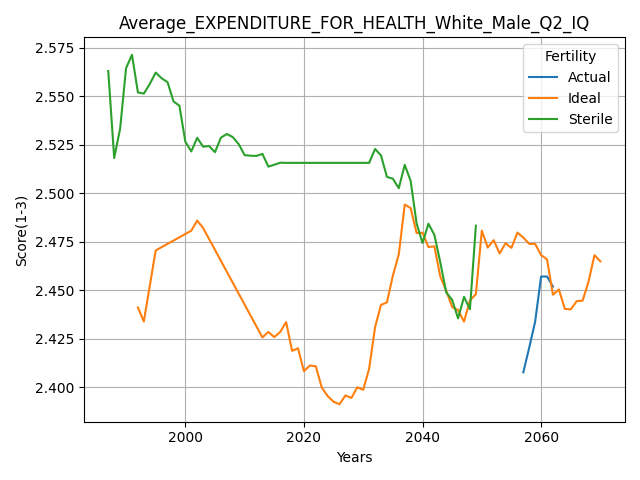 Average_EXPENDITURE_FOR_HEALTH_White_Male_Q2_IQ
Fertility
Actual
Ideal
Sterile
Score(1-3)
2.575
2.550
2.525
2.500
2.475
2.450
2.425
2.400
2000
2020
2040
2060
Years